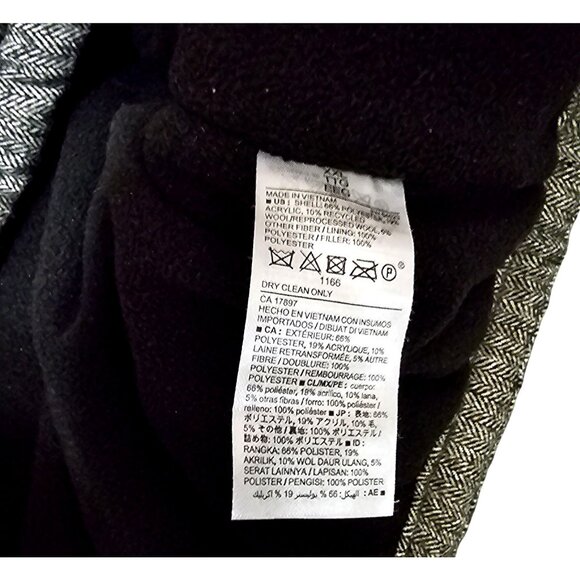 XXL
TTG
EEG
MADE IN VIETNAM
■ US : SHELL: 66% POLYESTER, 19%
ACRYLIC, 10% RECYCLED
WOOL/REPROCESSED WOOL, 5%
OTHER FIBER / LINING: 100%
POLYESTER / FILLER: 100%
POLYESTER
P
®
1166
DRY CLEAN ONLY
CA 17897
HECHO EN VIETNAM CON INSUMOS
IMPORTADOS / DIBUAT DI VIETNAM
■ CA : EXTÉRIEUR: 66%
POLYESTER, 19% ACRYLIQUE, 10%
LAINE RETRANSFORMÉE, 5% AUTRE
FIBRE / DOUBLURE: 100%
POLYESTER / REMBOURRAGE: 100%
POLYESTER ■ CL/MX/PE : cuerpo:
66% poliéster, 19% acrílico, 10% lana,
5% otras fibras / forro: 100% poliéster /
relleno: 100% poliéster ■ JP : 表地: 66%
ポリエステル, 19% アクリル, 10% 毛,
5% その他 / 裏地: 100% ポリエステル /
詰め物: 100% ポリエステル ■ ID :
RANGKA: 66% POLISTER, 19%
AKRILIK, 10% WOL DAUR ULANG, 5%
SERAT LAINNYA / LAPISAN: 100%
POLISTER / PENGISI: 100% POLISTER
■ AE : الهيكل: 66 % بوليستر 19 % اكريليك,